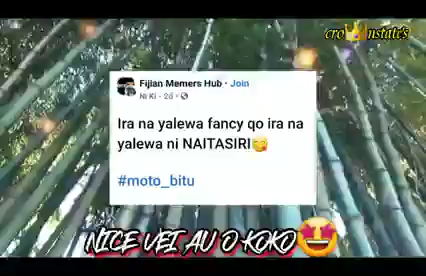 cro👑nstate's
Fijian Memers Hub · Join
Ni Ki · 2d ·
Ira na yalewa fancy qo ira na
yalewa ni NAITASIRI😋
#moto_bitu
NICE VEI AU O KOKO🤩